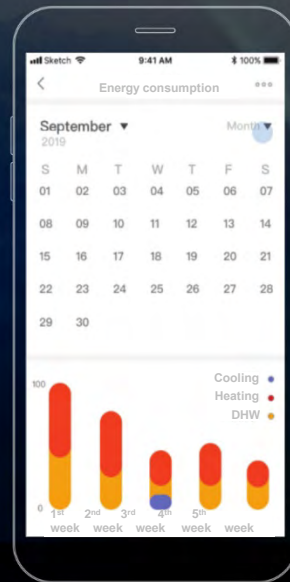 Sketch 9:41 AM 100%
Energy consumption
September Month
2019
S M T W T F S
01 02 03 04 05 06 07
08 09 10 11 12 13 14
15 16 17 18 19 20 21
22 23 24 25 26 27 28
29 30
Cooling
100
Heating
DHW
0
1st 2nd 3rd 4th 5th
week week week week week